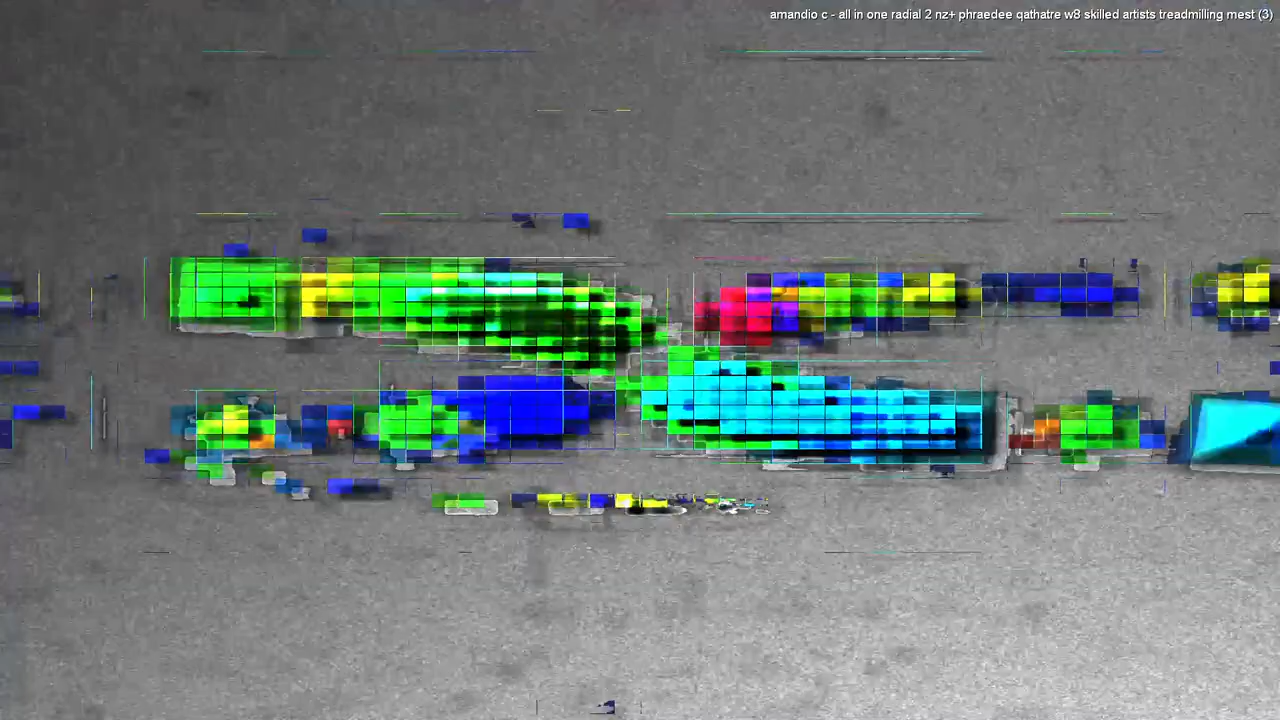 amandio c - all in one radial 2 nz+ phraedee qathatre w8 skilled artists treadmilling mest (3)